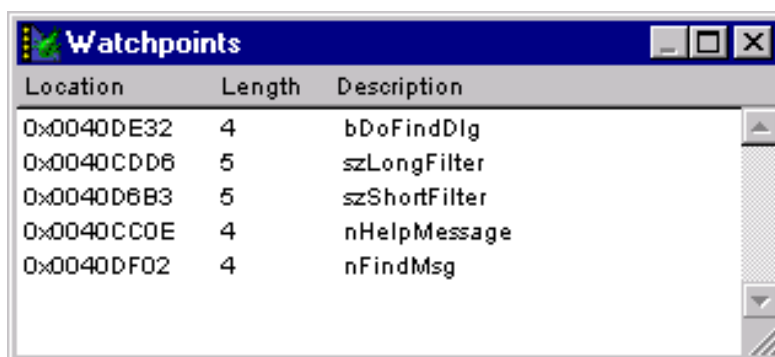 Watchpoints
Location Length Description
0x0040DE32 4 bDoFindDlg
0x0040CDD6 5 szLongFilter
0x0040D6B3 5 szShortFilter
0x0040CC0E 4 nHelpMessage
0x0040DF02 4 nFindMsg